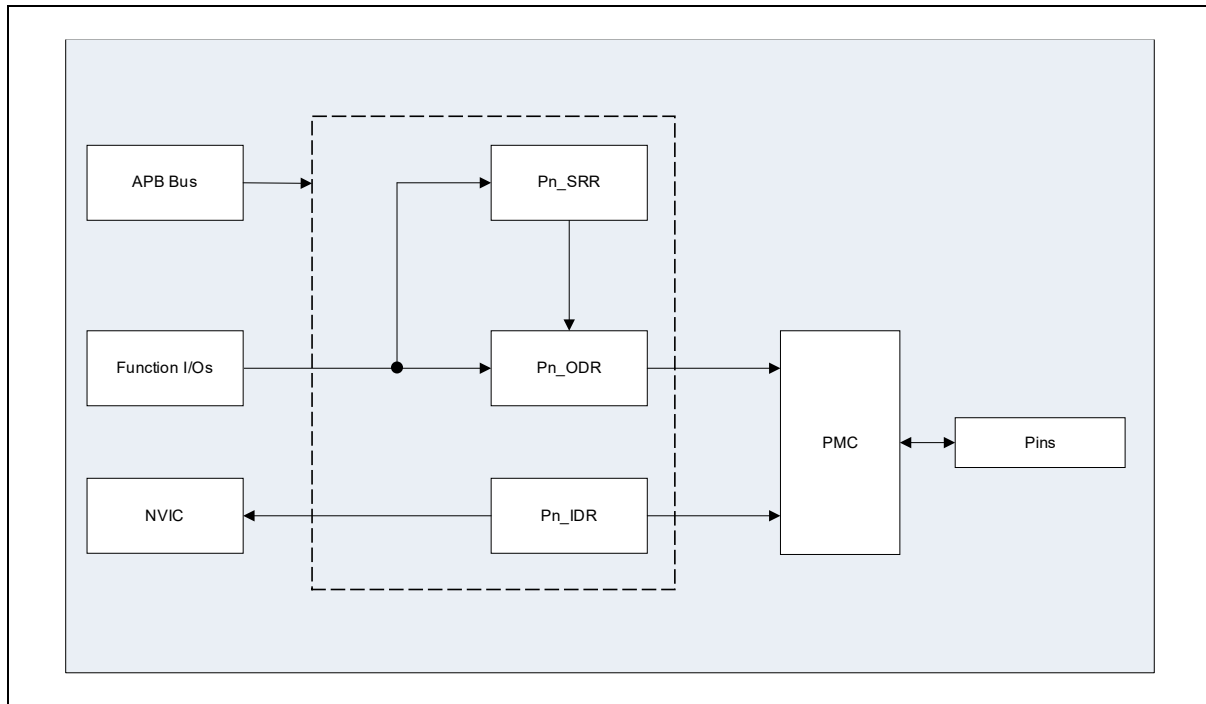 APB Bus
Pn_SRR
Function I/Os
Pn_ODR
PMC
Pins
NVIC
Pn_IDR